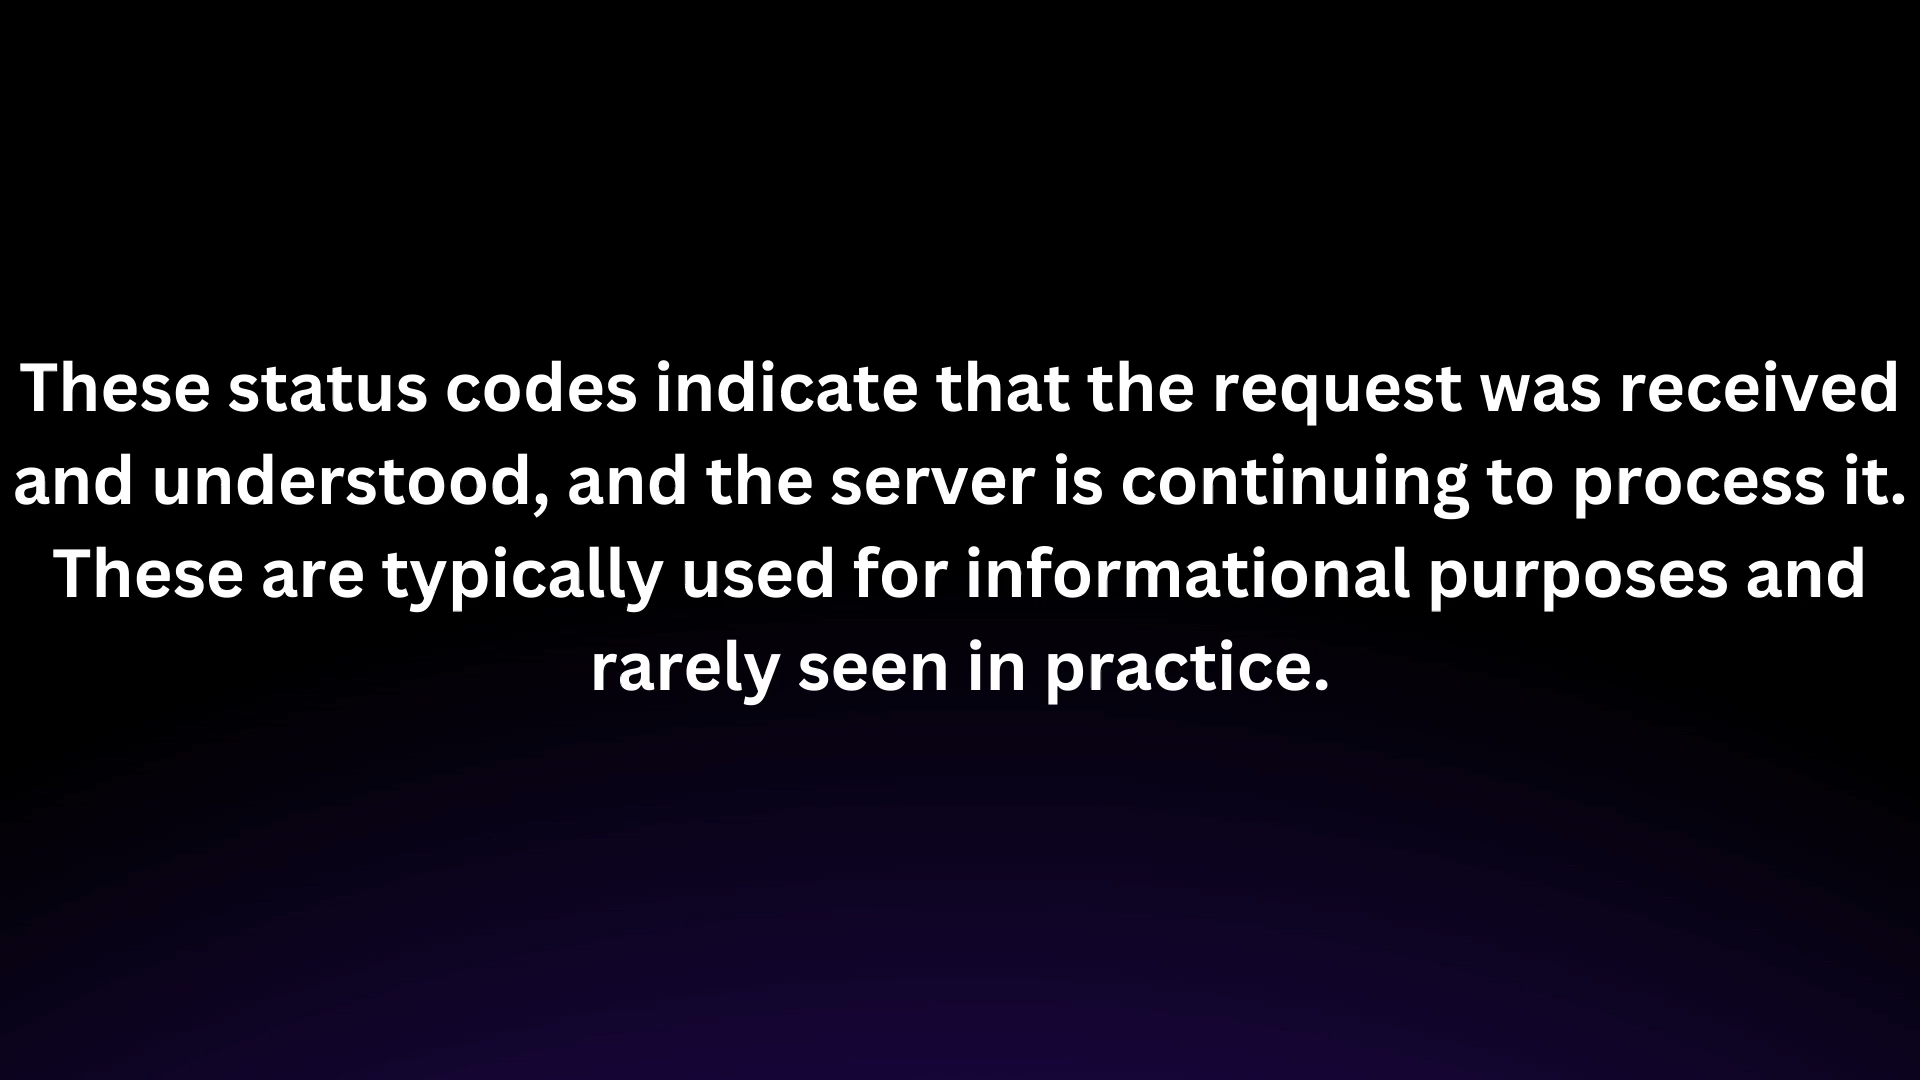 These status codes indicate that the request was received
and understood, and the server is continuing to process it.
These are typically used for informational purposes and
rarely seen in practice.